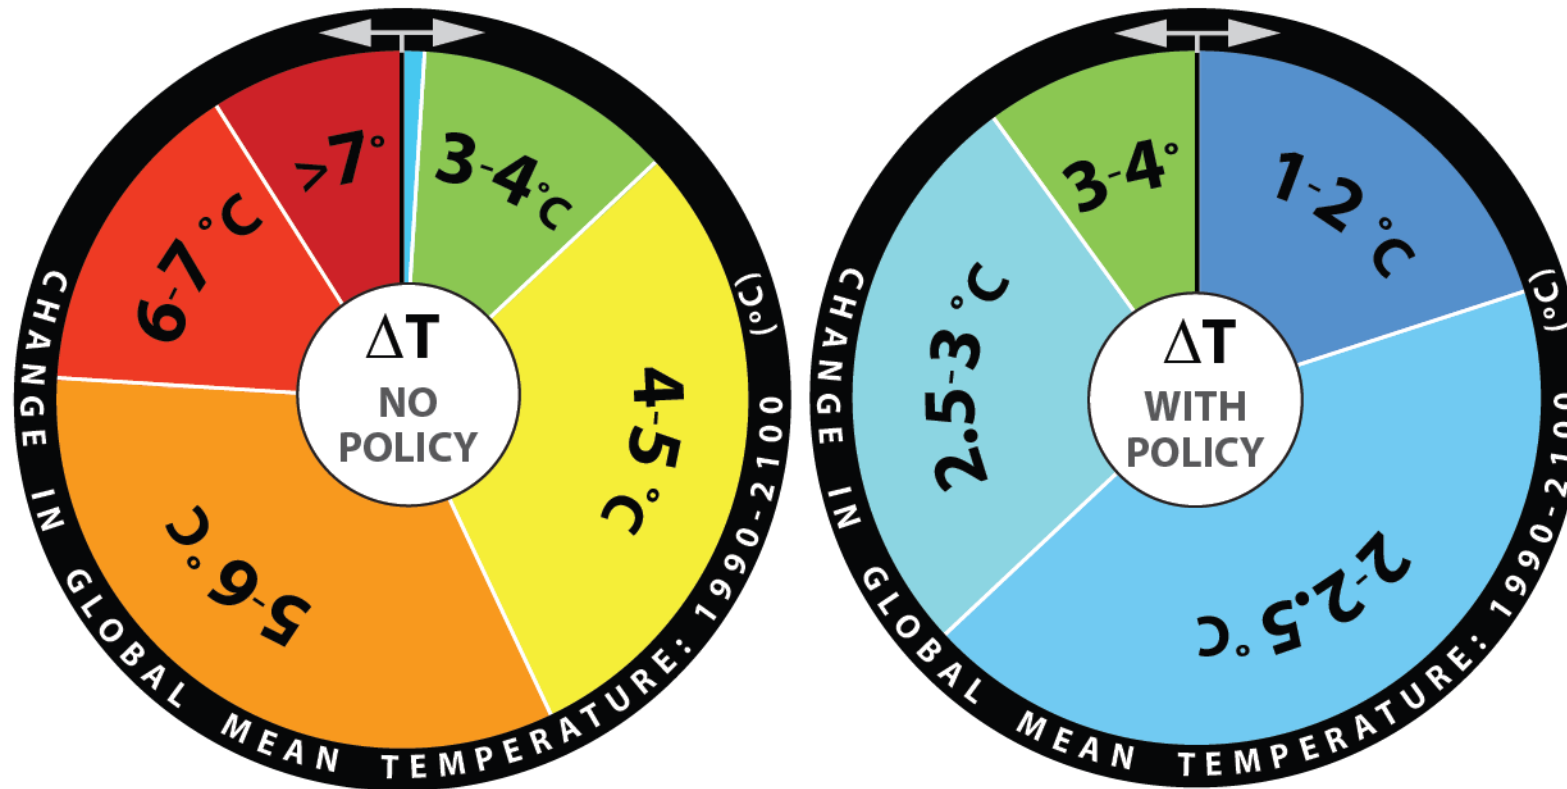 >7°
3-4°C
6-7 °C
4-5 °C
5-6 °C
ΔT
NO
POLICY
CHANGE IN GLOBAL MEAN TEMPERATURE: 1990-2100 (°C)
3-4°
1-2 °C
2.5-3 °C
2-2.5 °C
ΔT
WITH
POLICY
CHANGE IN GLOBAL MEAN TEMPERATURE: 1990-2100 (°C)